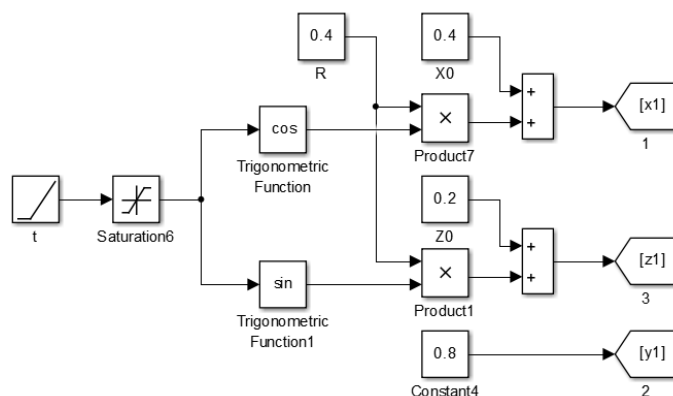 0.4
R
0.4
X0
+
+
[x1]
1
cos
Trigonometric
Function
×
Product7
t
Saturation6
0.2
Z0
+
+
[z1]
3
sin
Trigonometric
Function1
×
Product1
0.8
Constant4
[y1]
2